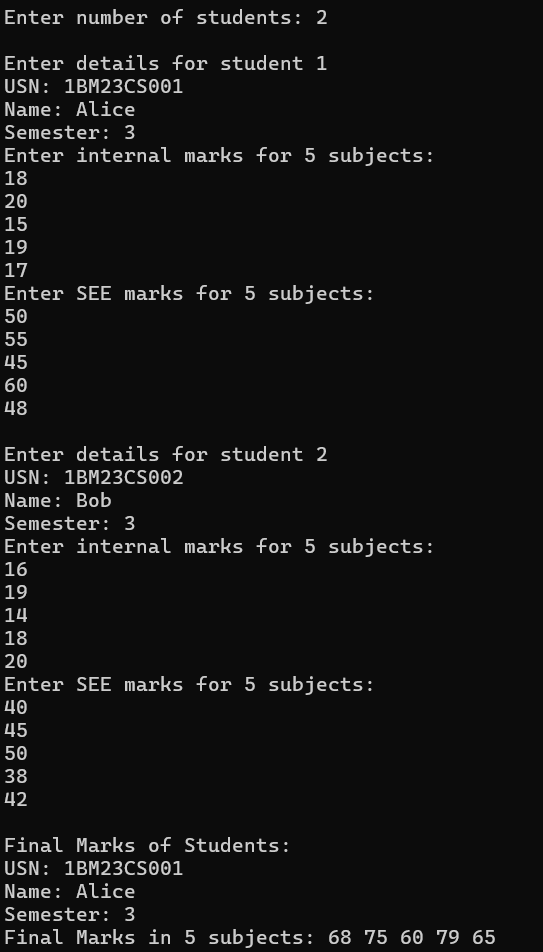 Enter number of students: 2
Enter details for student 1
USN: 1BM23CS001
Name: Alice
Semester: 3
Enter internal marks for 5 subjects:
18
20
15
19
17
Enter SEE marks for 5 subjects:
50
55
45
60
48
Enter details for student 2
USN: 1BM23CS002
Name: Bob
Semester: 3
Enter internal marks for 5 subjects:
16
19
14
18
20
Enter SEE marks for 5 subjects:
40
45
50
38
42
Final Marks of Students:
USN: 1BM23CS001
Name: Alice
Semester: 3
Final Marks in 5 subjects: 68 75 60 79 65